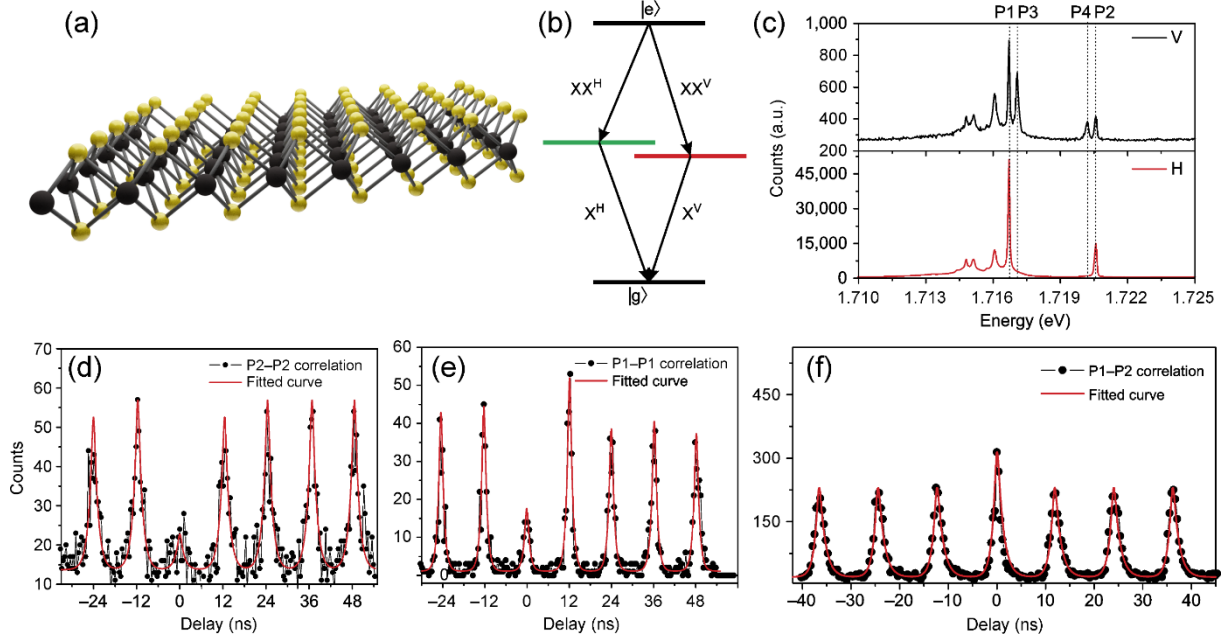 (a)
(b)
|e⟩
XX^H
XX^V
X^H
X^V
|g⟩
(c)
P1 P3 P4 P2
V
H
1,000
800
600
400
200
45,000
30,000
15,000
0
Counts (a.u.)
1.710 1.713 1.716 1.719 1.722 1.725
Energy (eV)
(d)
P2–P2 correlation
Fitted curve
70
60
50
40
30
20
10
Counts
−24 −12 0 12 24 36 48
Delay (ns)
(e)
P1–P1 correlation
Fitted curve
60
50
40
30
20
10
0
−24 −12 0 12 24 36 48
Delay (ns)
(f)
P1–P2 correlation
Fitted curve
450
300
150
−40 −30 −20 −10 0 10 20 30 40
Delay (ns)